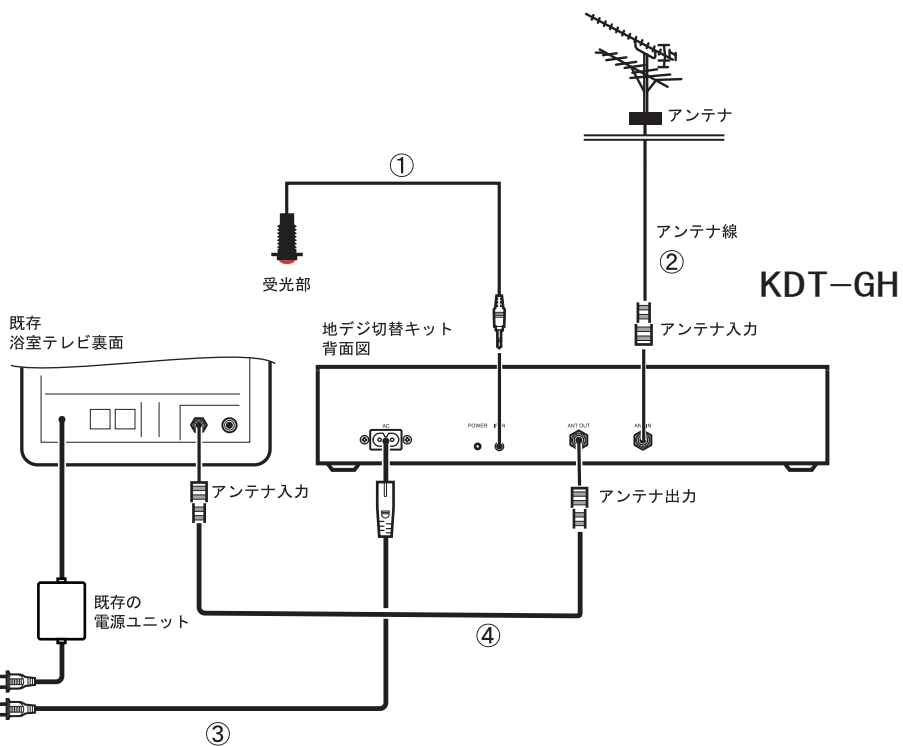 アンテナ
①
アンテナ線
②
受光部
KDT−GH
既存
浴室テレビ裏面
地デジ切替キット
背面図
アンテナ入力
AC
POWER
ANT OUT
アンテナ入力
アンテナ出力
既存の
電源ユニット
④
③